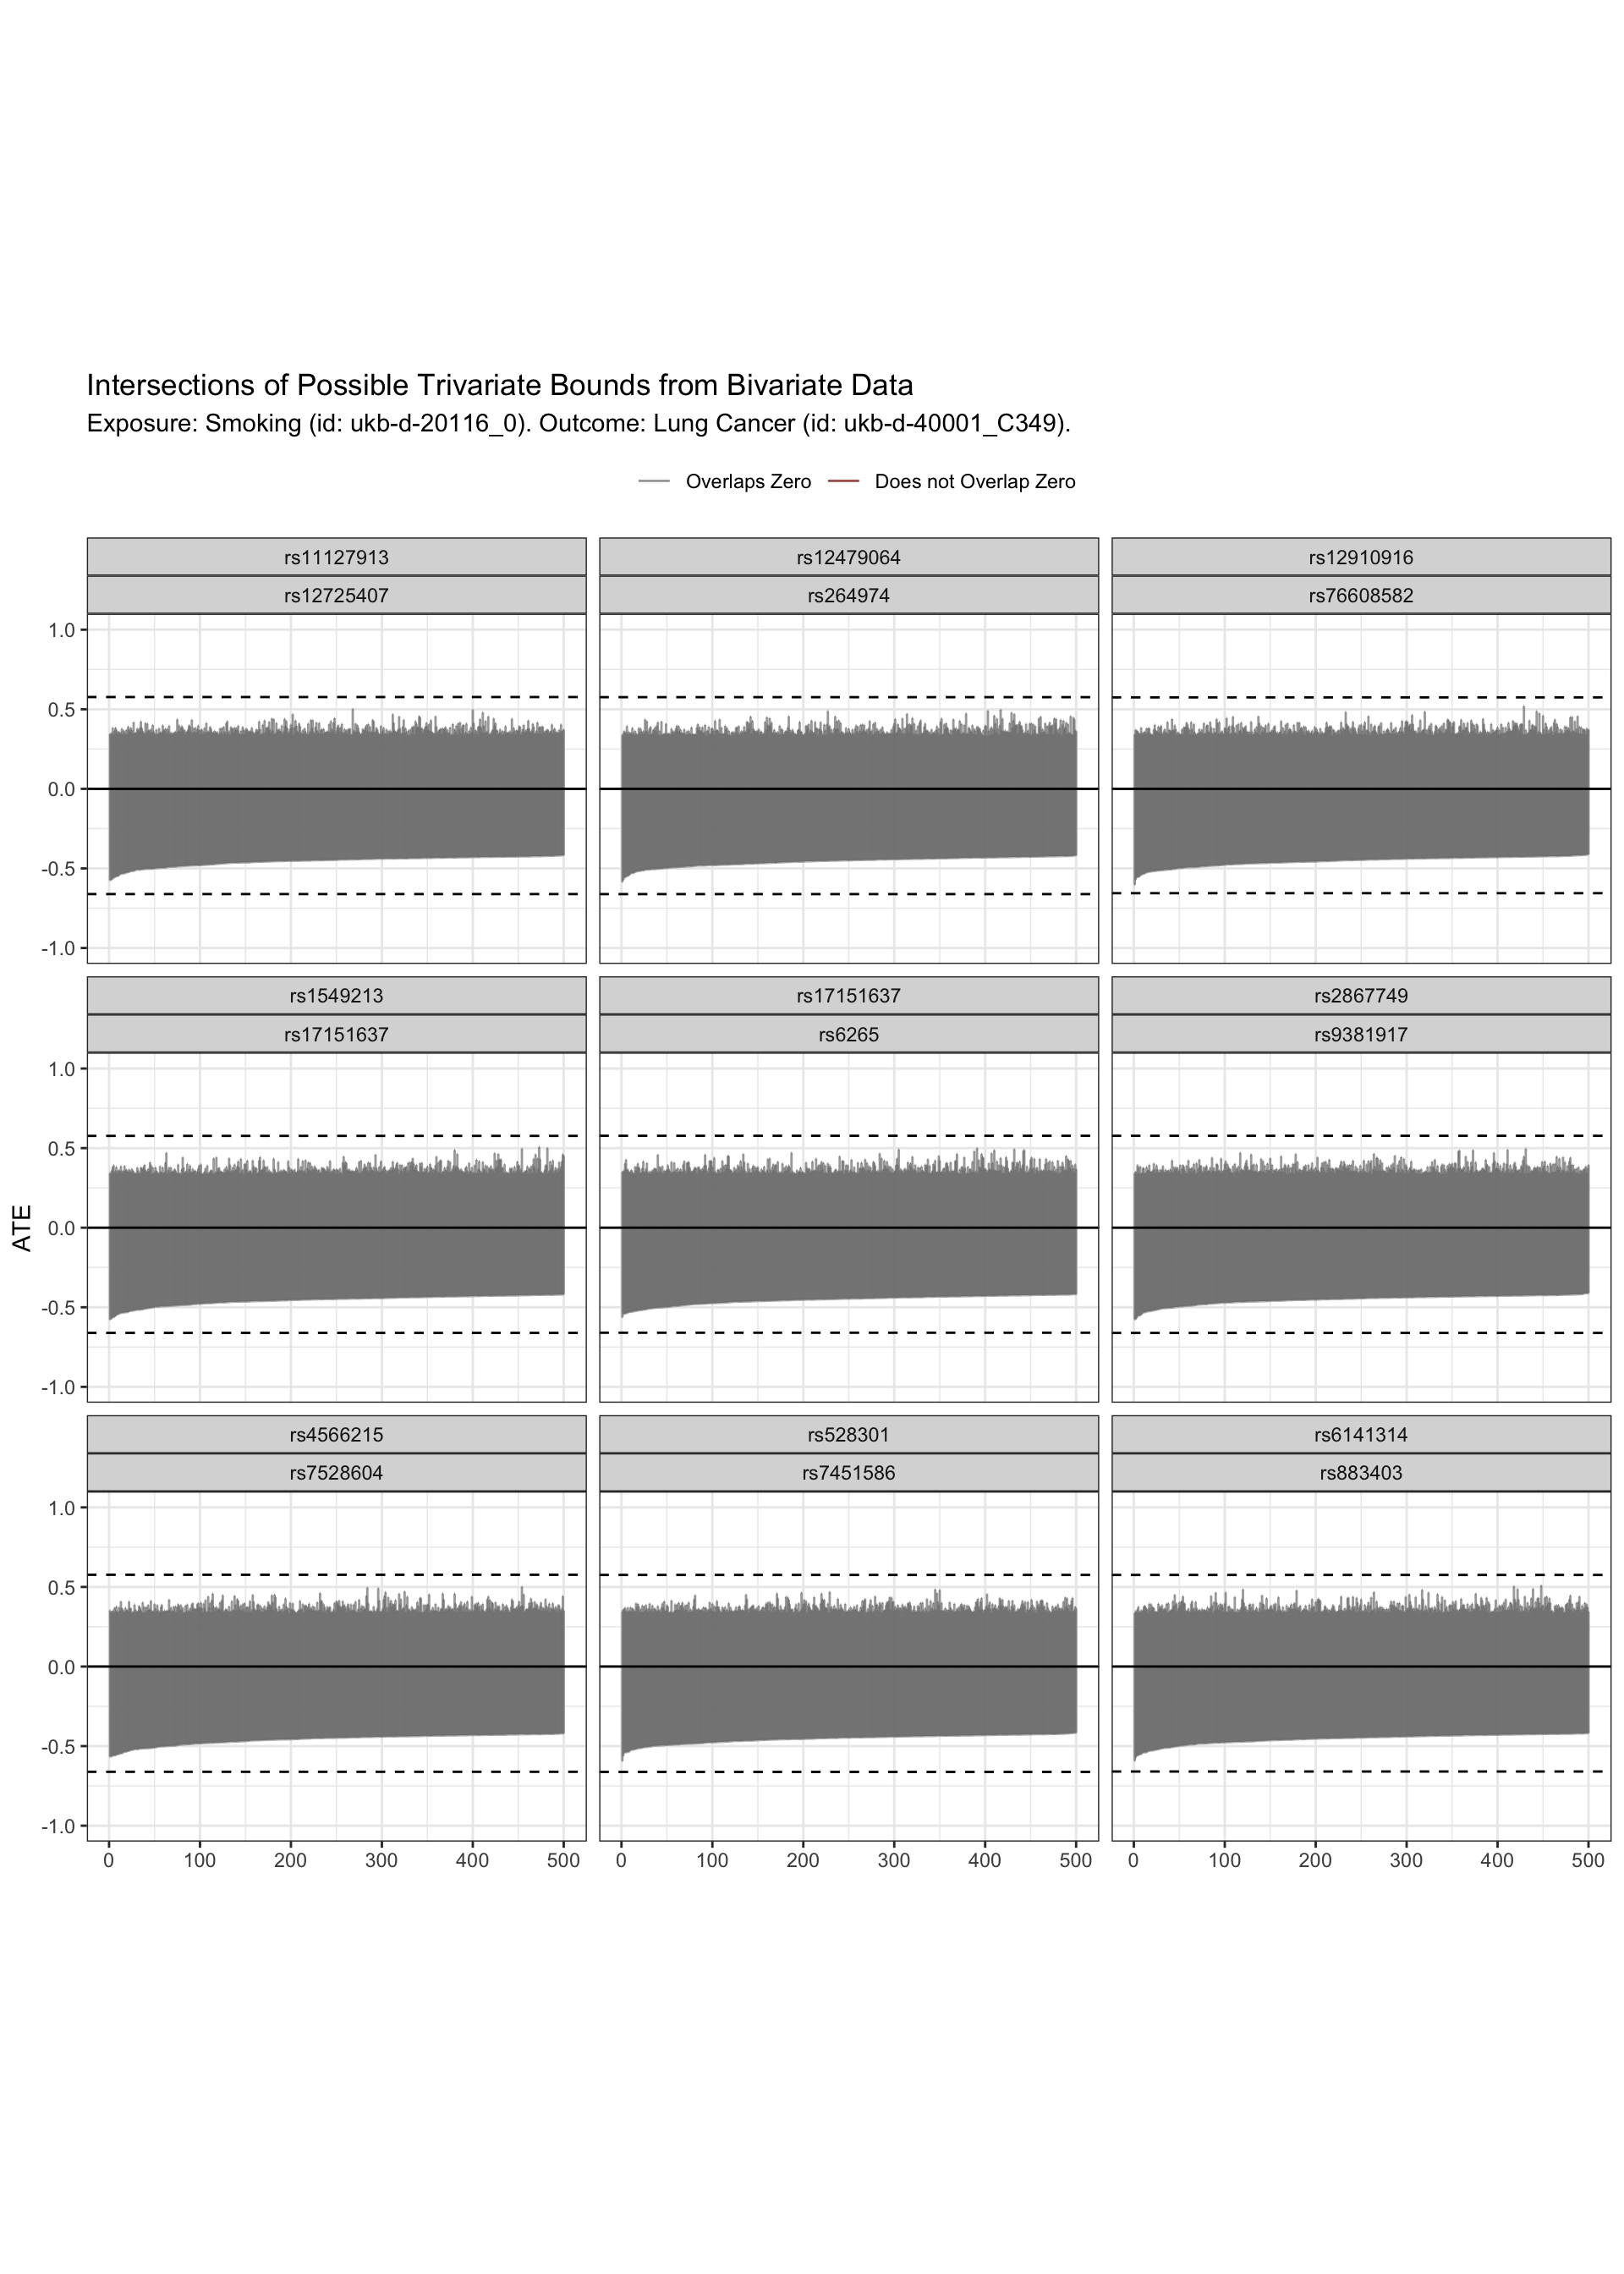 Intersections of Possible Trivariate Bounds from Bivariate Data
Exposure: Smoking (id: ukb-d-20116_0). Outcome: Lung Cancer (id: ukb-d-40001_C349).
Overlaps Zero Does not Overlap Zero
rs11127913 rs12479064 rs12910916
rs12725407 rs264974 rs76608582
1.0
0.5
0.0
-0.5
-1.0
rs1549213 rs17151637 rs2867749
rs17151637 rs6265 rs9381917
1.0
0.5
0.0
-0.5
-1.0
ATE
rs4566215 rs528301 rs6141314
rs7528604 rs7451586 rs883403
1.0
0.5
0.0
-0.5
-1.0
0 100 200 300 400 500 0 100 200 300 400 500 0 100 200 300 400 500